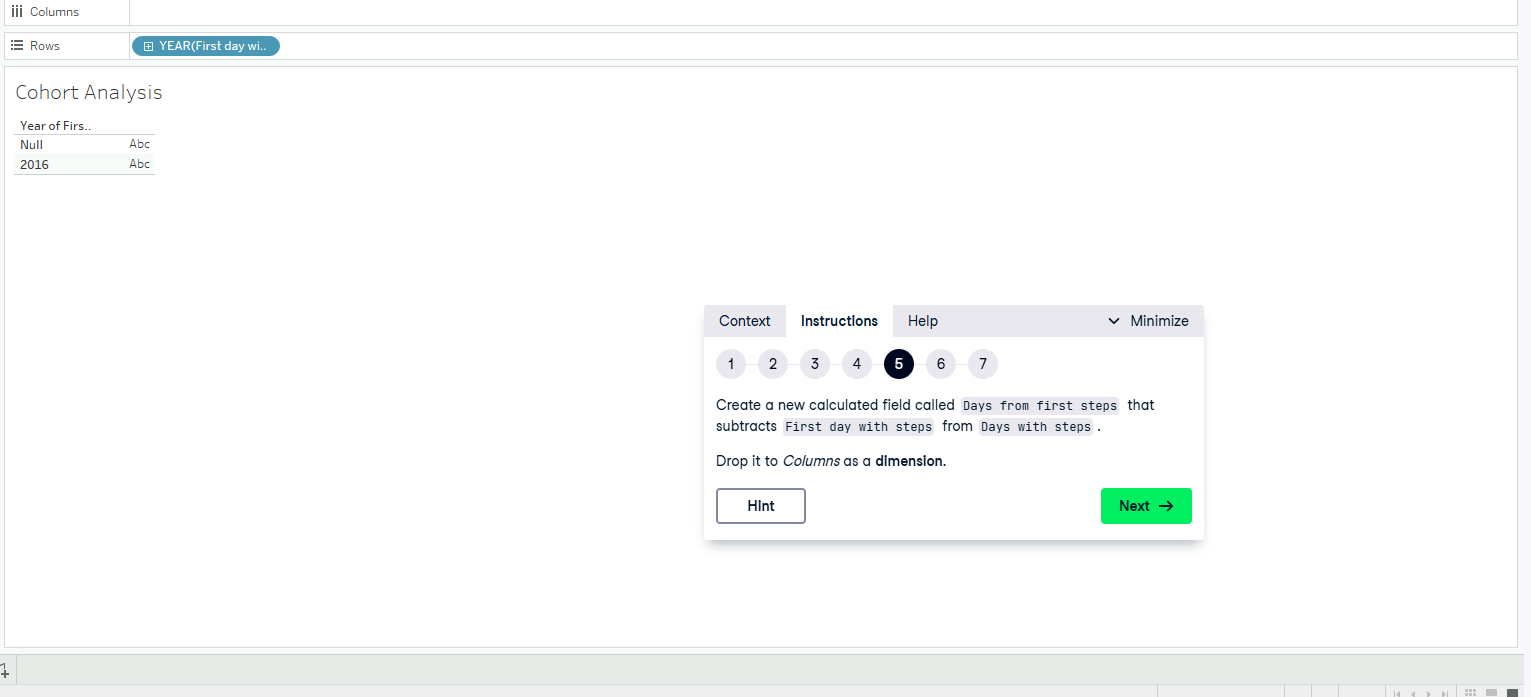 Columns
Rows
YEAR(First day wi..
Cohort Analysis
Year of Firs..
Null Abc
2016 Abc
Context Instructions Help Minimize
1 2 3 4 5 6 7
Create a new calculated field called Days from first steps that
subtracts First day with steps from Days with steps .
Drop it to Columns as a dimension.
Hint Next →